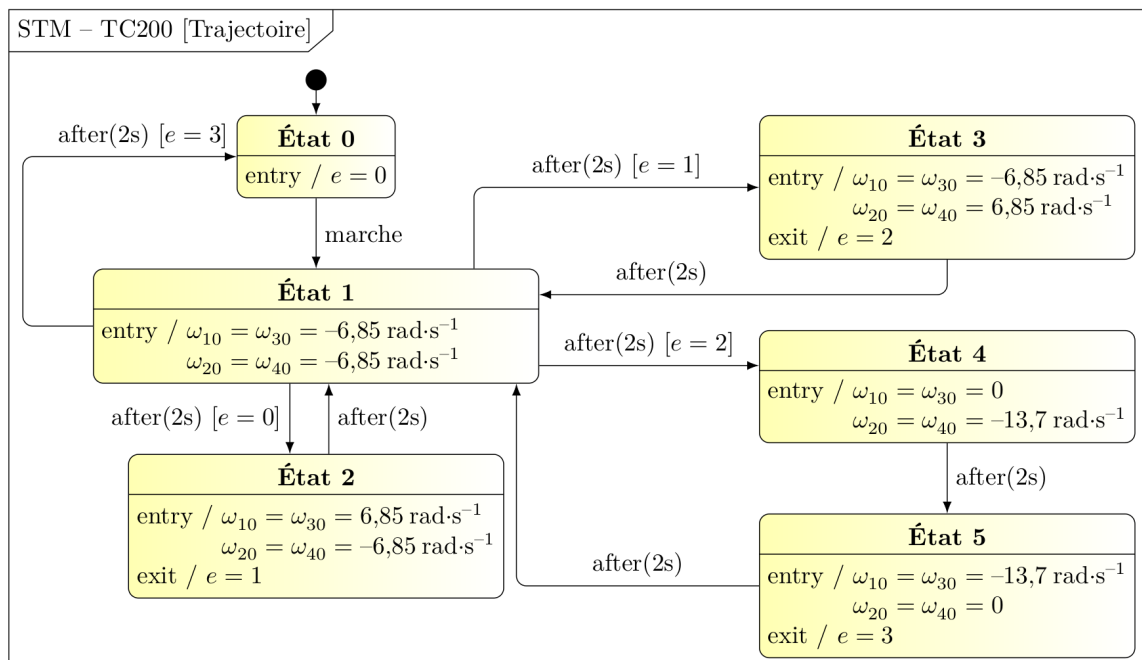 STM – TC200 [Trajectoire]
after(2s) [e = 3]
État 0
entry / e = 0
marche
after(2s) [e = 1]
État 3
entry / ω₁₀ = ω₃₀ = –6,85 rad·s⁻¹
ω₂₀ = ω₄₀ = 6,85 rad·s⁻¹
exit / e = 2
after(2s)
État 1
entry / ω₁₀ = ω₃₀ = –6,85 rad·s⁻¹
ω₂₀ = ω₄₀ = –6,85 rad·s⁻¹
after(2s) [e = 2]
État 4
entry / ω₁₀ = ω₃₀ = 0
ω₂₀ = ω₄₀ = –13,7 rad·s⁻¹
after(2s) [e = 0]
after(2s)
État 2
entry / ω₁₀ = ω₃₀ = 6,85 rad·s⁻¹
ω₂₀ = ω₄₀ = –6,85 rad·s⁻¹
exit / e = 1
after(2s)
after(2s)
État 5
entry / ω₁₀ = ω₃₀ = –13,7 rad·s⁻¹
ω₂₀ = ω₄₀ = 0
exit / e = 3